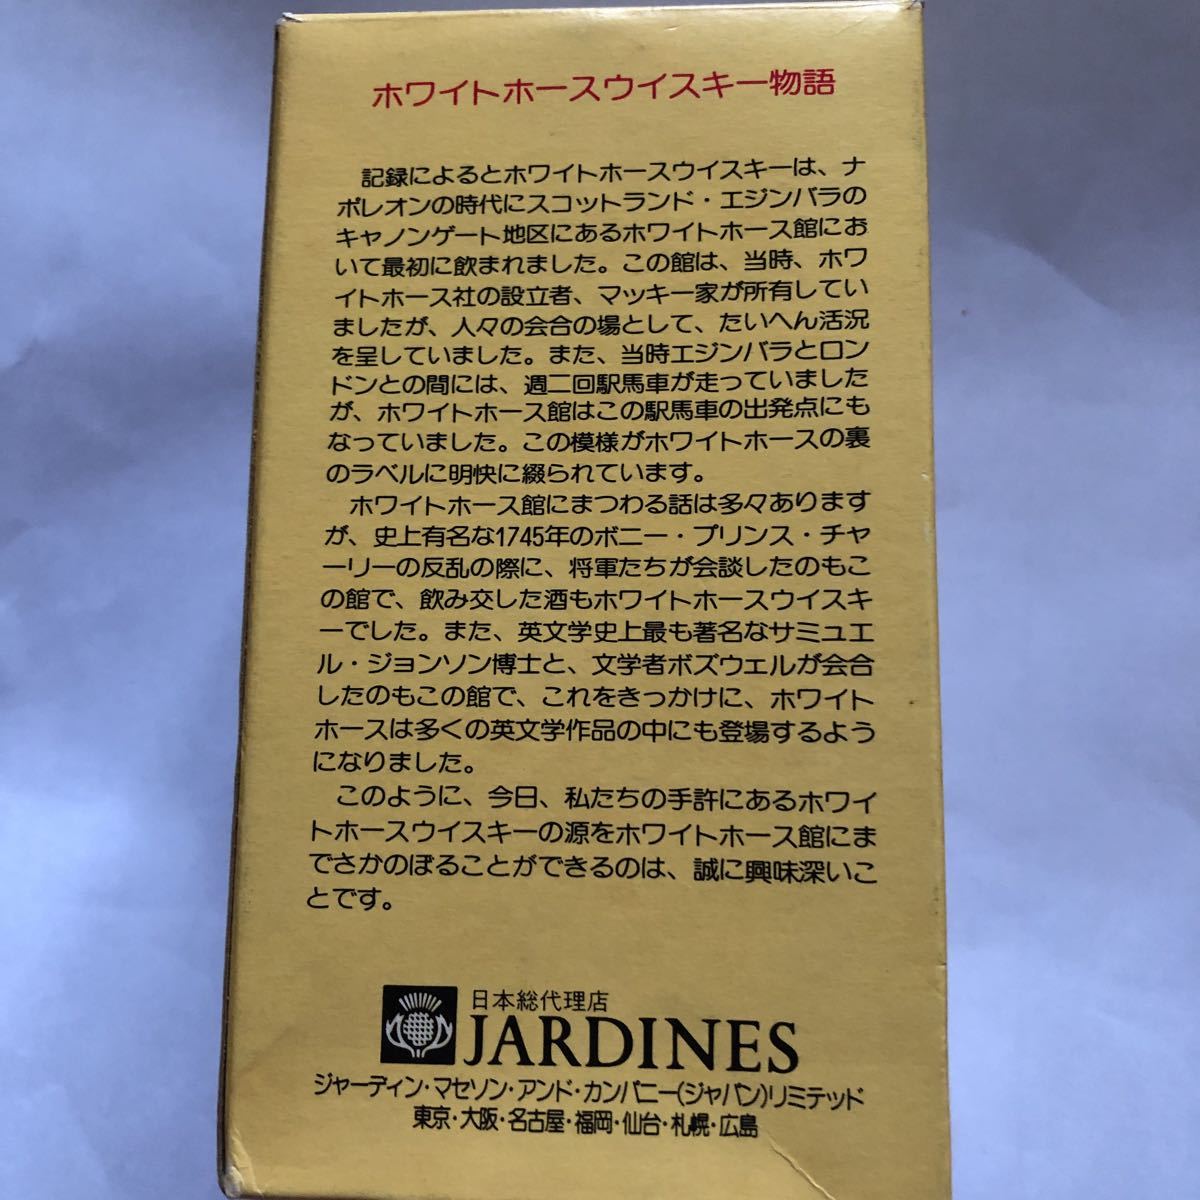 ホワイトホースウイスキー物語
記録によるとホワイトホースウイスキーは、ナ
ポレオンの時代にスコットランド・エジンバラの
キャノンゲート地区にあるホワイトホース館にお
いて最初に飲まれました。この館は、当時、ホワ
イトホース社の設立者、マッキー家が所有してい
ましたが、人々の会合の場として、たいへん活況
を呈していました。また、当時エジンバラとロン
ドンとの間には、週二回駅馬車が走っていました
が、ホワイトホース館はこの駅馬車の出発点にも
なっていました。この模様がホワイトホースの裏
のラベルに明快に綴られています。
ホワイトホース館にまつわる話は多々あります
が、史上有名な1745年のボニー・プリンス・チャ
ーリーの反乱の際に、将軍たちが会談したのもこ
の館で、飲み交した酒もホワイトホースウイスキ
ーでした。また、英文学史上最も著名なサミュエ
ル・ジョンソン博士と、文学者ボズウェルが会合
したのもこの館で、これをきっかけに、ホワイト
ホースは多くの英文学作品の中にも登場するよう
になりました。
このように、今日、私たちの手許にあるホワイ
トホースウイスキーの源をホワイトホース館にま
でさかのぼることができるのは、誠に興味深いこ
とです。
日本総代理店
JARDINES
ジャーディン・マセソン・アンド・カンパニー(ジャパン)リミテッド
東京・大阪・名古屋・福岡・仙台・札幌・広島